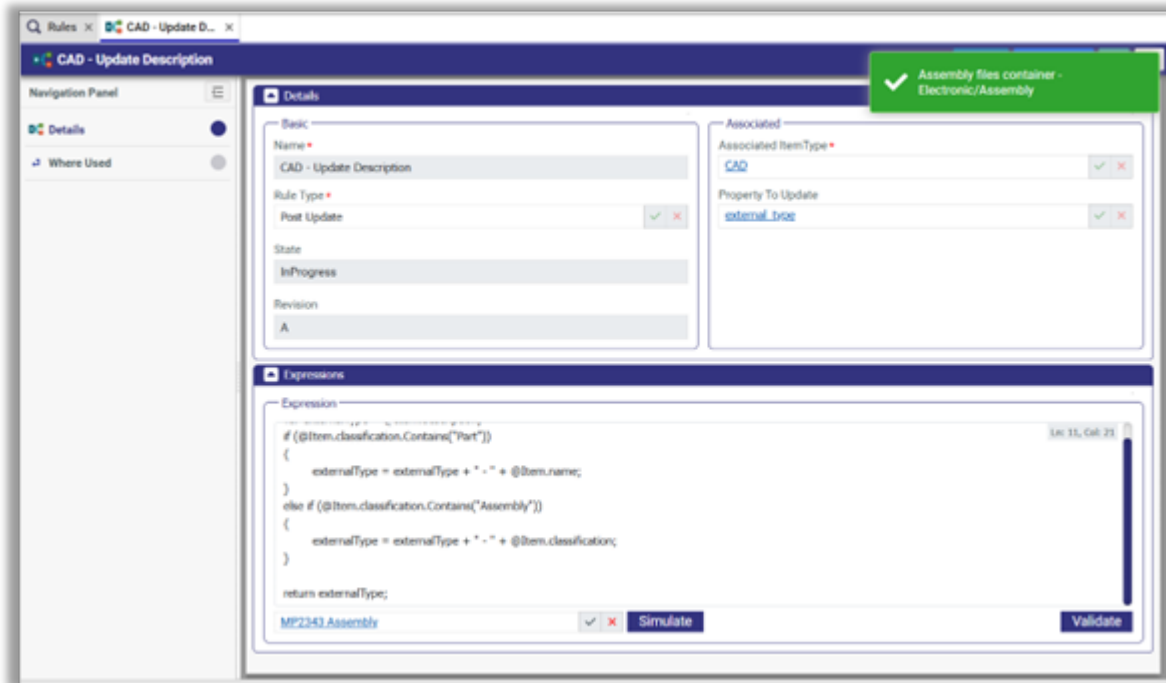 Rules ×
CAD - Update D... ×
CAD - Update Description
Assembly files container -
Electronic/Assembly
Navigation Panel
Details
Where Used
Details
Basic
Name •
CAD - Update Description
Rule Type •
Post Update
State
InProgress
Revision
A
Associated
Associated ItemType •
CAD
Property To Update
external_type
Expressions
Expression
Ln: 11, Col: 21
if (@Item.classification.Contains("Part"))
{
externalType = externalType + " - " + @Item.name;
}
else if (@Item.classification.Contains("Assembly"))
{
externalType = externalType + " - " + @Item.classification;
}
return externalType;
MP2343 Assembly
Simulate
Validate